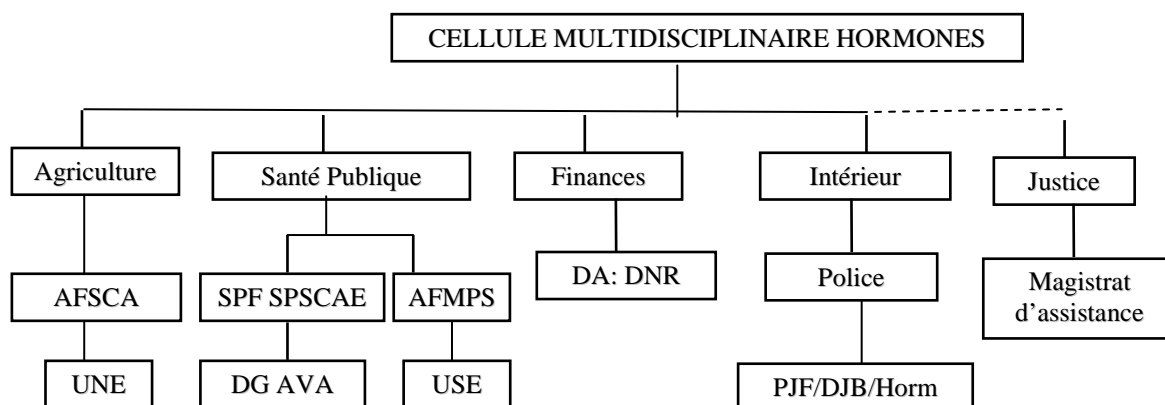 CELLULE MULTIDISCIPLINAIRE HORMONES
Agriculture
Santé Publique
Finances
Intérieur
Justice
AFSCA
SPF SPSCAE
AFMPS
DA: DNR
Police
Magistrat
d’assistance
UNE
DG AVA
USE
PJF/DJB/Horm